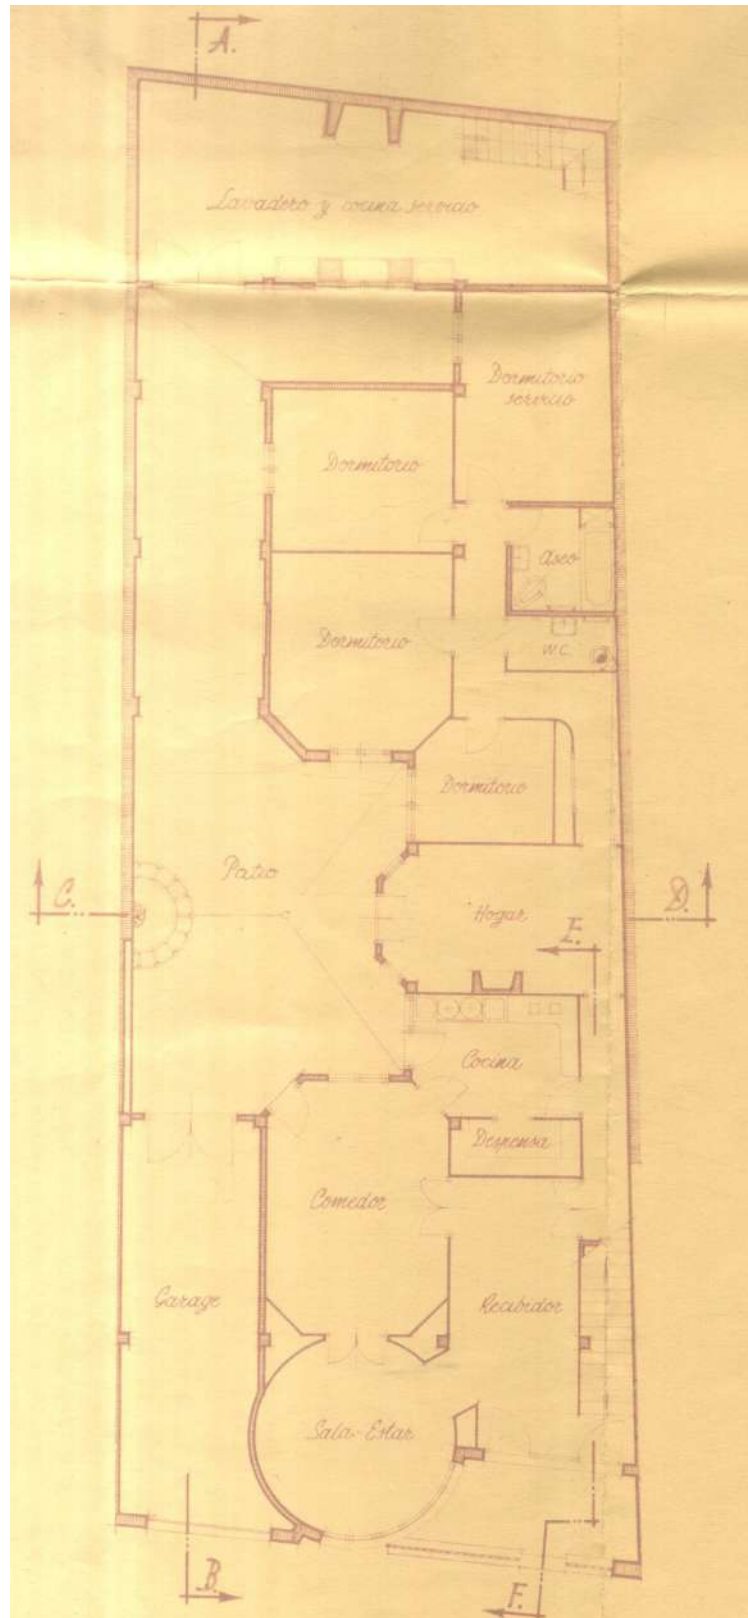 A.
Lavadero y cocina servicio
Dormitorio
servicio
Dormitorio
Aseo
Dormitorio
W.C.
Dormitorio
Patio
C.
Hogar
D.
E.
Cocina
Despensa
Comedor
Garage
Recibidor
Sala-Estar
B.
F.